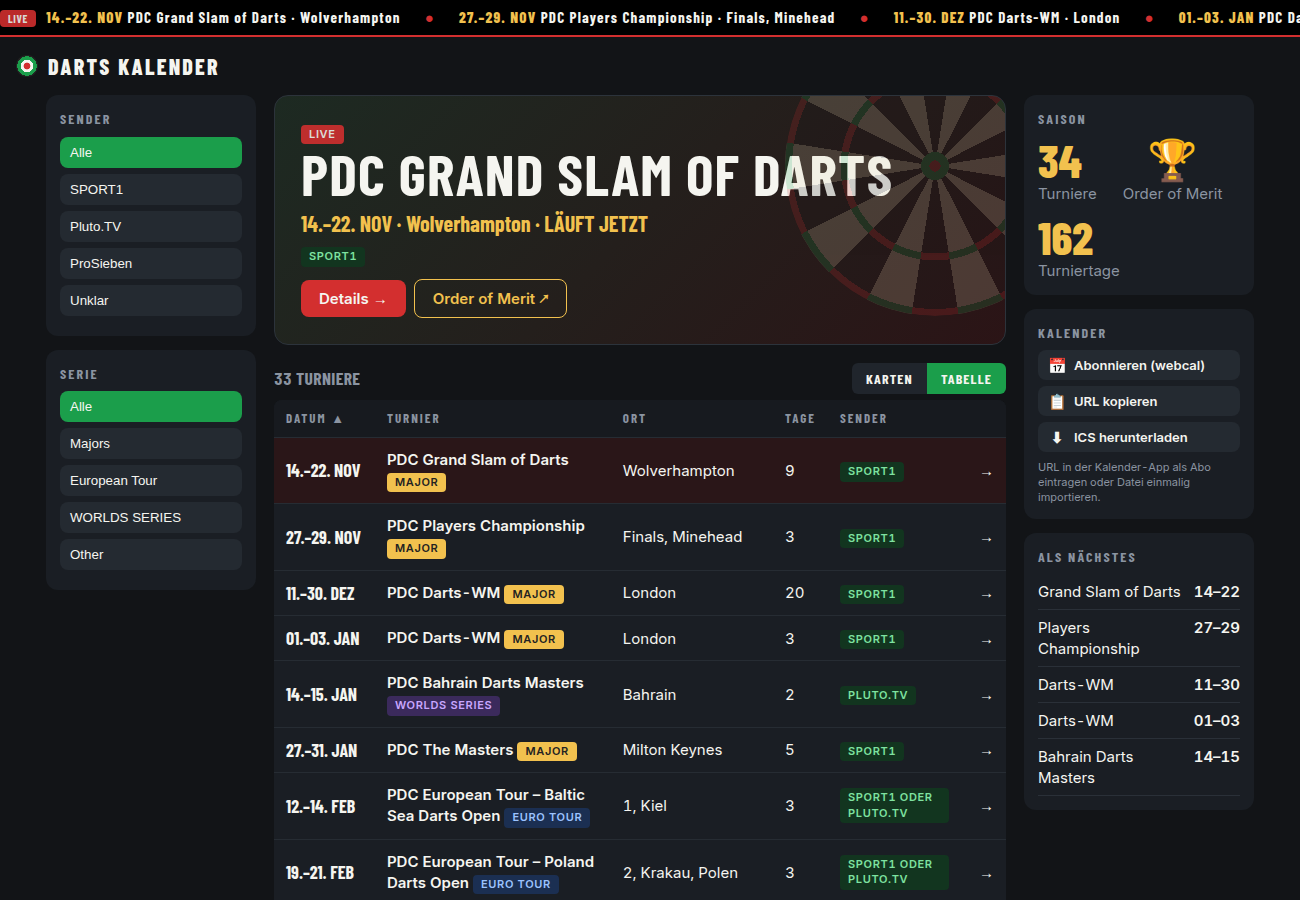 LIVE 14.–22. NOV PDC Grand Slam of Darts · Wolverhampton ● 27.–29. NOV PDC Players Championship · Finals, Minehead ● 11.–30. DEZ PDC Darts-WM · London ● 01.–03. JAN PDC
DARTS KALENDER
SENDER
Alle
SPORT1
Pluto.TV
ProSieben
Unklar
SERIE
Alle
Majors
European Tour
WORLDS SERIES
Other
LIVE
PDC GRAND SLAM OF DARTS
14.–22. NOV · Wolverhampton · LÄUFT JETZT
SPORT1
Details →
Order of Merit ↗
33 TURNIERE
KARTEN TABELLE
DATUM ▲ TURNIER ORT TAGE SENDER
14.–22. NOV PDC Grand Slam of Darts MAJOR Wolverhampton 9 SPORT1 →
27.–29. NOV PDC Players Championship MAJOR Finals, Minehead 3 SPORT1 →
11.–30. DEZ PDC Darts-WM MAJOR London 20 SPORT1 →
01.–03. JAN PDC Darts-WM MAJOR London 3 SPORT1 →
14.–15. JAN PDC Bahrain Darts Masters WORLDS SERIES Bahrain 2 PLUTO.TV →
27.–31. JAN PDC The Masters MAJOR Milton Keynes 5 SPORT1 →
12.–14. FEB PDC European Tour – Baltic Sea Darts Open EURO TOUR 1, Kiel 3 SPORT1 ODER PLUTO.TV →
19.–21. FEB PDC European Tour – Poland Darts Open EURO TOUR 2, Krakau, Polen 3 SPORT1 ODER PLUTO.TV →
SAISON
34
Turniere
Order of Merit
162
Turniertage
KALENDER
Abonnieren (webcal)
URL kopieren
ICS herunterladen
URL in der Kalender-App als Abo
eintragen oder Datei einmalig
importieren.
ALS NÄCHSTES
Grand Slam of Darts 14–22
Players Championship 27–29
Darts-WM 11–30
Darts-WM 01–03
Bahrain Darts Masters 14–15